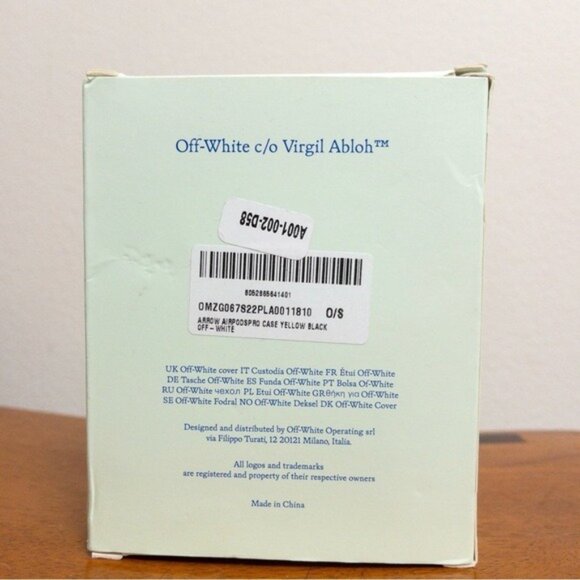 Off-White c/o Virgil Abloh™
A001-002-D58
8052865641401
OMZG067S22PLA0011810 O/S
ARROW AIRPODSPRO CASE YELLOW BLACK
OFF-WHITE
UK Off-White cover IT Custodia Off-White FR Étui Off-White
DE Tasche Off-White ES Funda Off-White PT Bolsa Of-White
RU Off-White чехол PL Etui Off-White GR θήκη για Off-White
SE Off-White Fodral NO Off-White Deksel DK Off-White Cover
Designed and distributed by Off-White Operating srl
via Filippo Turati, 12 20121 Milano, Italia.
All logos and trademarks
are registered and property of their respective owners
Made in China